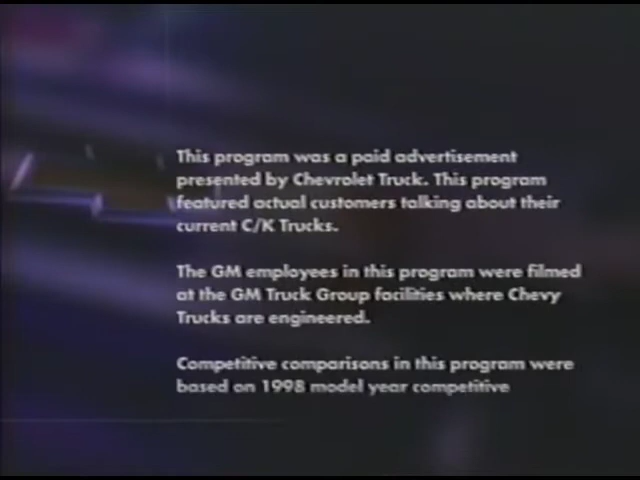 This program was a paid advertisement
presented by Chevrolet Truck. This program
featured actual customers talking about their
current C/K Trucks.
The GM employees in this program were filmed
at the GM Truck Group facilities where Chevy
Trucks are engineered.
Competitive comparisons in this program were
based on 1998 model year competitive